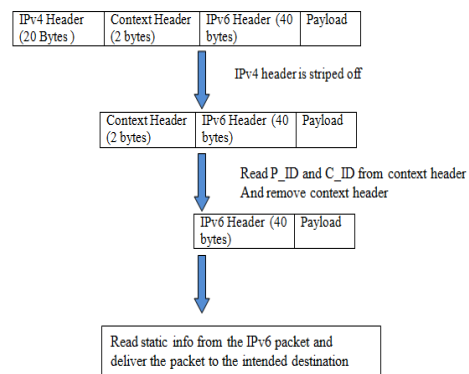 IPv4 Header
(20 Bytes )
Context Header
(2 bytes)
IPv6 Header (40
bytes)
Payload
IPv4 header is striped off
Context Header
(2 bytes)
IPv6 Header (40
bytes)
Payload
Read P_ID and C_ID from context header
And remove context header
IPv6 Header (40
bytes)
Payload
Read static info from the IPv6 packet and
deliver the packet to the intended destination